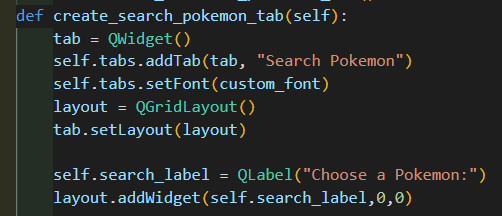 def create_search_pokemon_tab(self):
tab = QWidget()
self.tabs.addTab(tab, "Search Pokemon")
self.tabs.setFont(custom_font)
layout = QGridLayout()
tab.setLayout(layout)
self.search_label = QLabel("Choose a Pokemon:")
layout.addWidget(self.search_label,0,0)